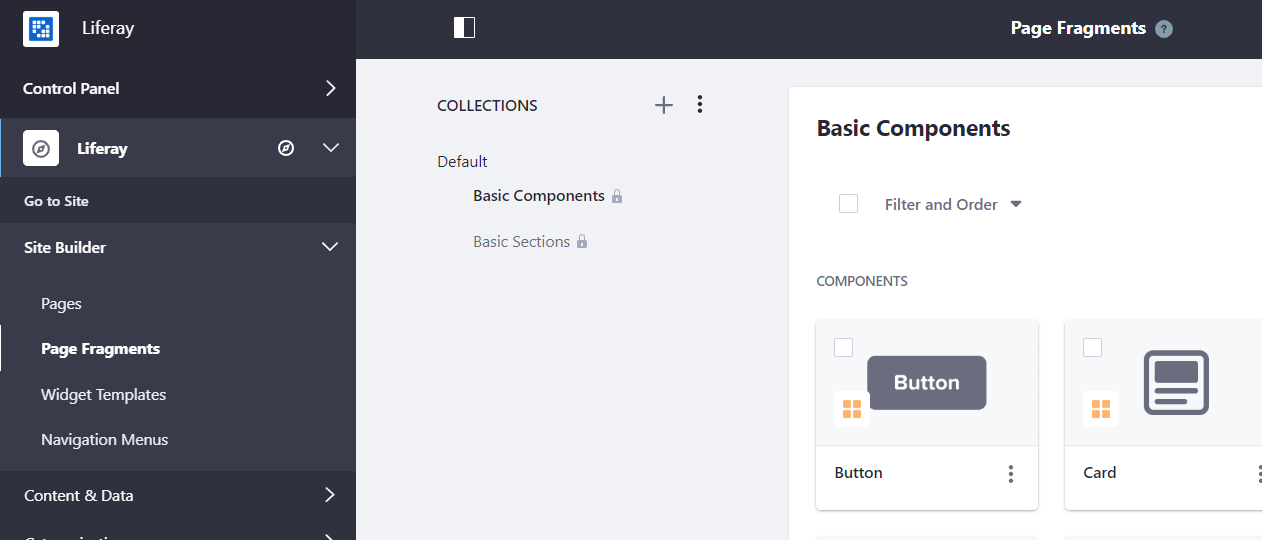 Liferay
Page Fragments ?
Control Panel
COLLECTIONS
Basic Components
Liferay
Default
Go to Site
Basic Components
Filter and Order
Site Builder
Basic Sections
COMPONENTS
Pages
Page Fragments
Button
Widget Templates
Navigation Menus
Button
Card
Content & Data